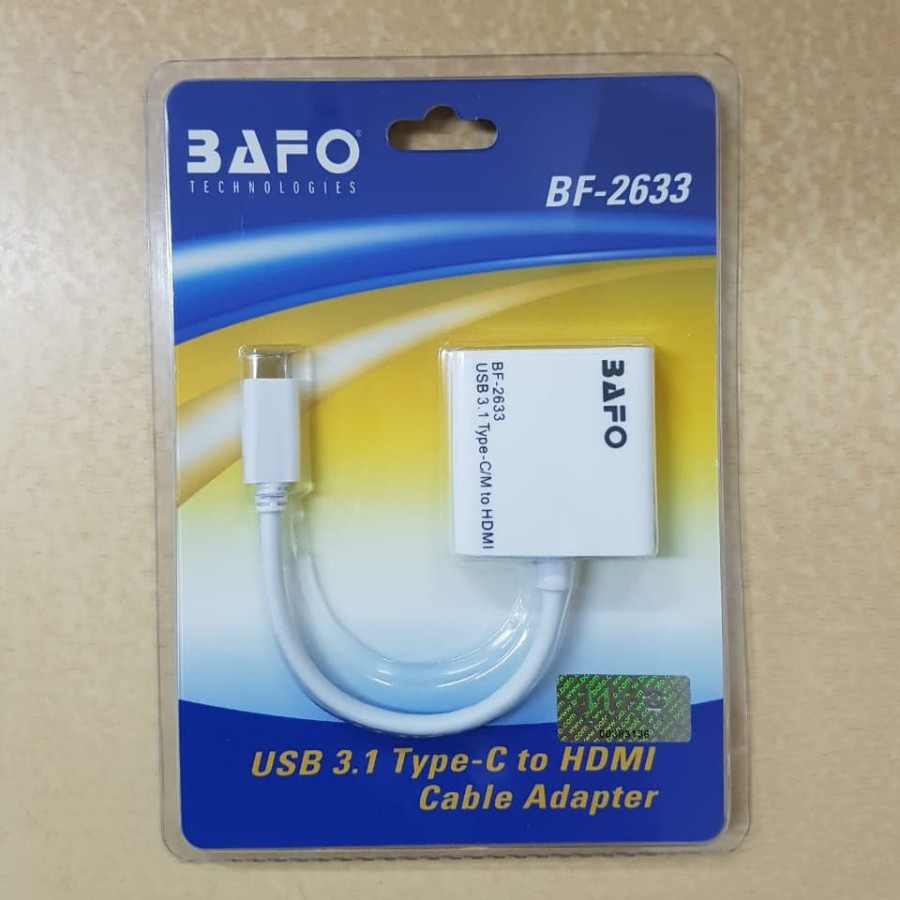 BAFO®
TECHNOLOGIES
BF-2633
BAFO
BF-2633
USB 3.1 Type-C/M to HDMI
00383136
USB 3.1 Type-C to HDMI
Cable Adapter